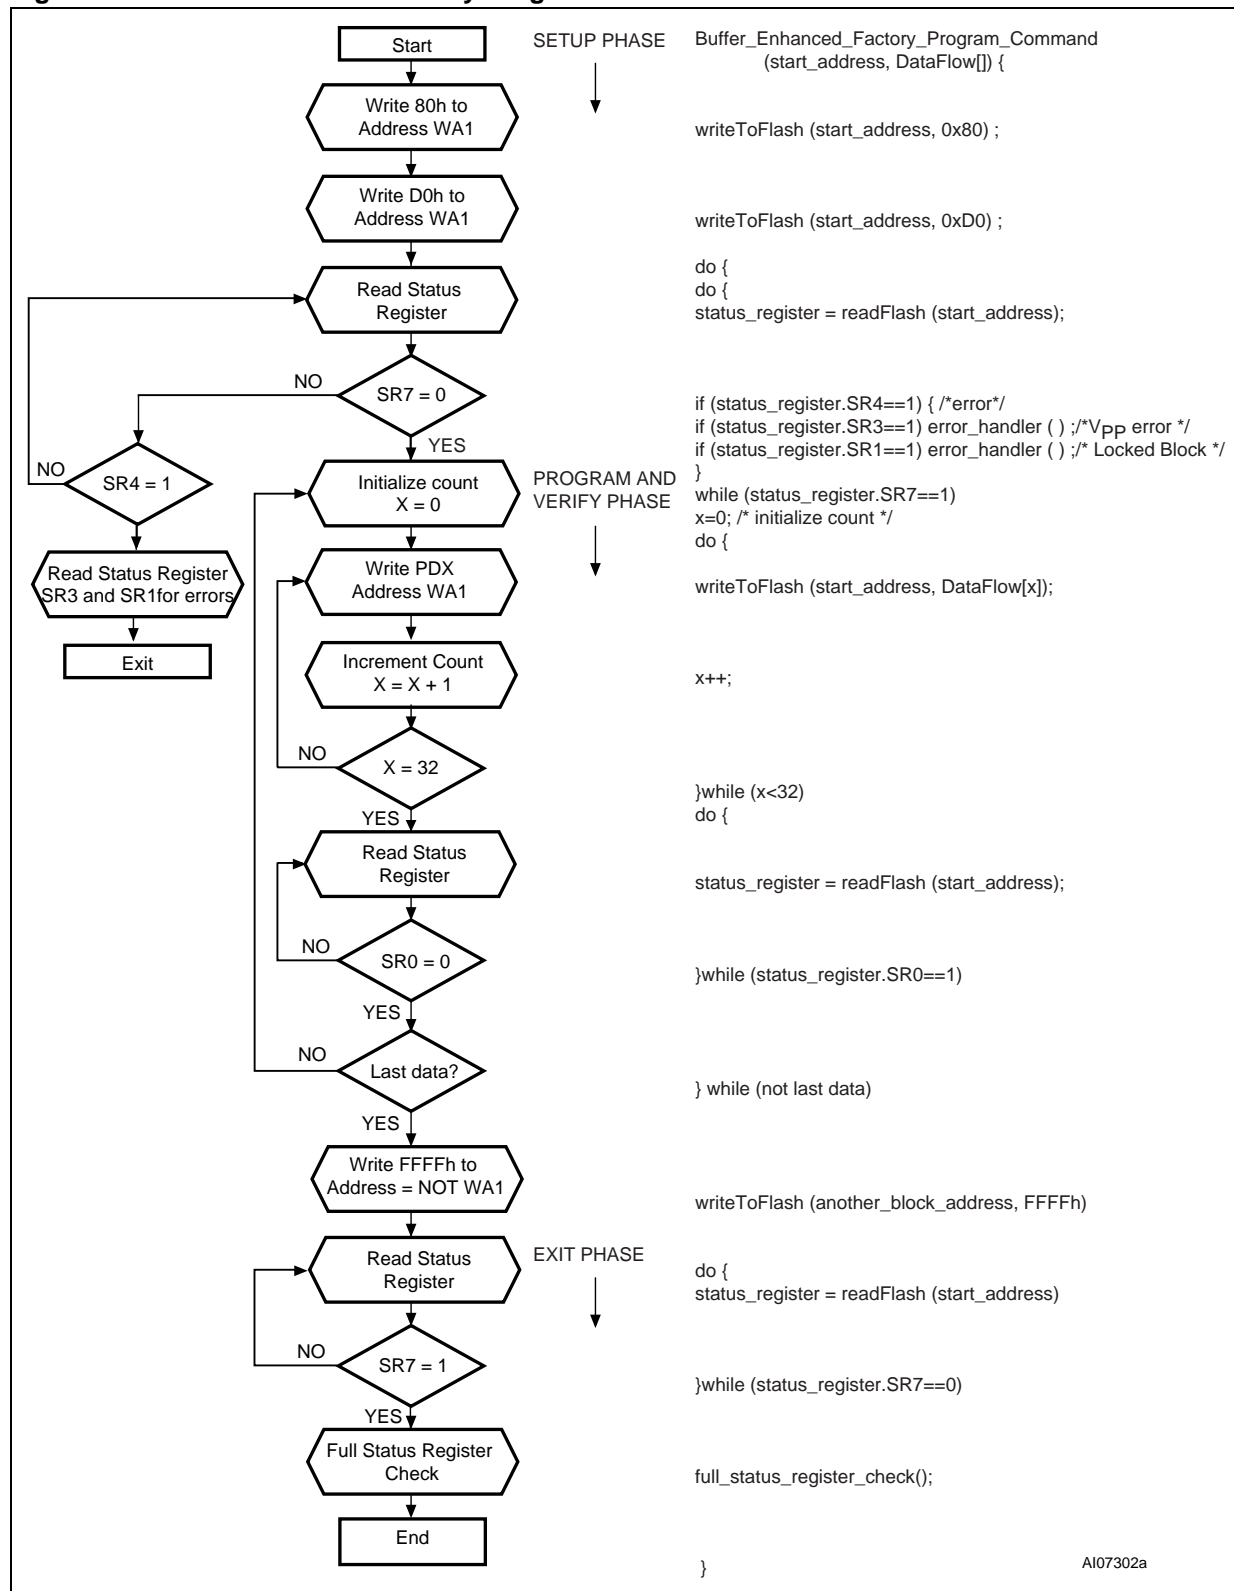 Start
SETUP PHASE
Buffer_Enhanced_Factory_Program_Command
(start_address, DataFlow[]) {
Write 80h to
Address WA1
writeToFlash (start_address, 0x80) ;
Write D0h to
Address WA1
writeToFlash (start_address, 0xD0) ;
do {
do {
Read Status
Register
status_register = readFlash (start_address);
NO
SR7 = 0
YES
if (status_register.SR4==1) { /*error*/
if (status_register.SR3==1) error_handler ( ) ;/*VPP error */
if (status_register.SR1==1) error_handler ( ) ;/* Locked Block */
}
while (status_register.SR7==1)
x=0; /* initialize count */
do {
NO
SR4 = 1
Initialize count
X = 0
PROGRAM AND
VERIFY PHASE
Read Status Register
SR3 and SR1for errors
Exit
Write PDX
Address WA1
writeToFlash (start_address, DataFlow[x]);
Increment Count
X = X + 1
x++;
NO
X = 32
YES
}while (x<32)
do {
Read Status
Register
status_register = readFlash (start_address);
NO
SR0 = 0
YES
}while (status_register.SR0==1)
NO
Last data?
YES
} while (not last data)
Write FFFFh to
Address = NOT WA1
writeToFlash (another_block_address, FFFFh)
Read Status
Register
EXIT PHASE
do {
status_register = readFlash (start_address)
NO
SR7 = 1
YES
}while (status_register.SR7==0)
Full Status Register
Check
full_status_register_check();
End
}
AI07302a